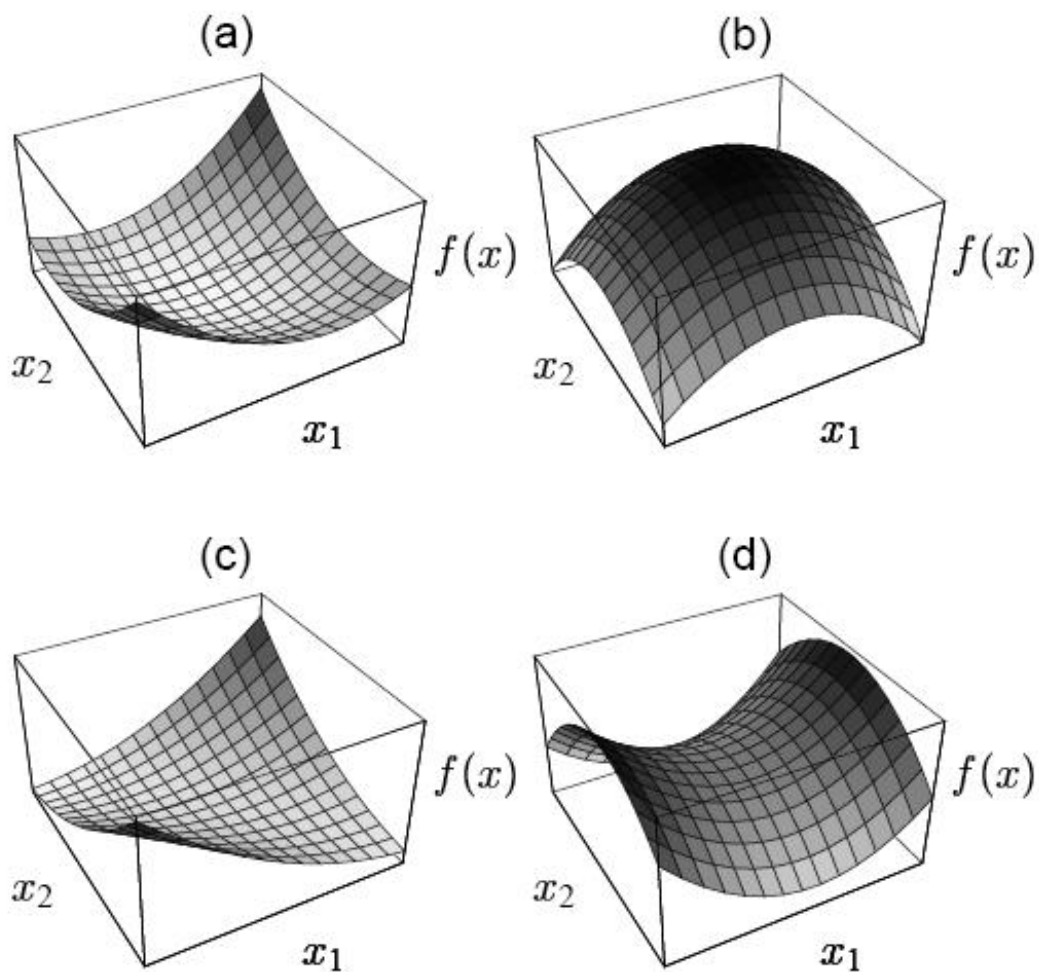 (a)
(b)
f(x)
f(x)
x₂
x₂
x₁
x₁
(c)
(d)
f(x)
f(x)
x₂
x₂
x₁
x₁